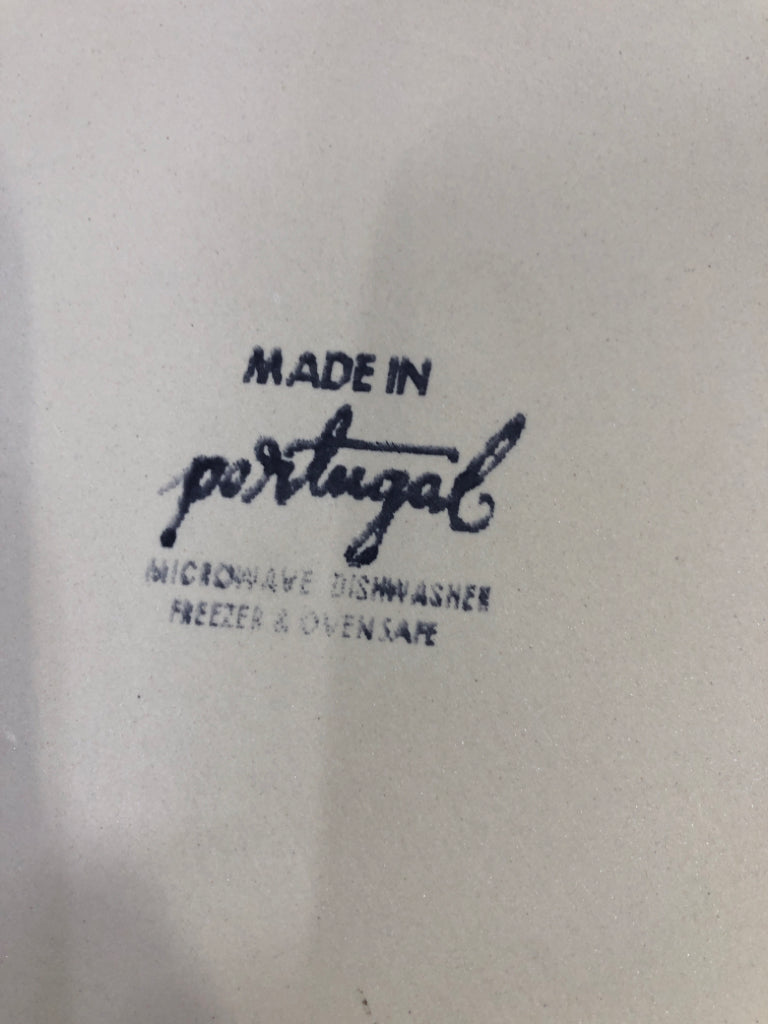 MADE IN
portugal
MICROWAVE DISHWASHER
FREEZER & OVEN SAFE